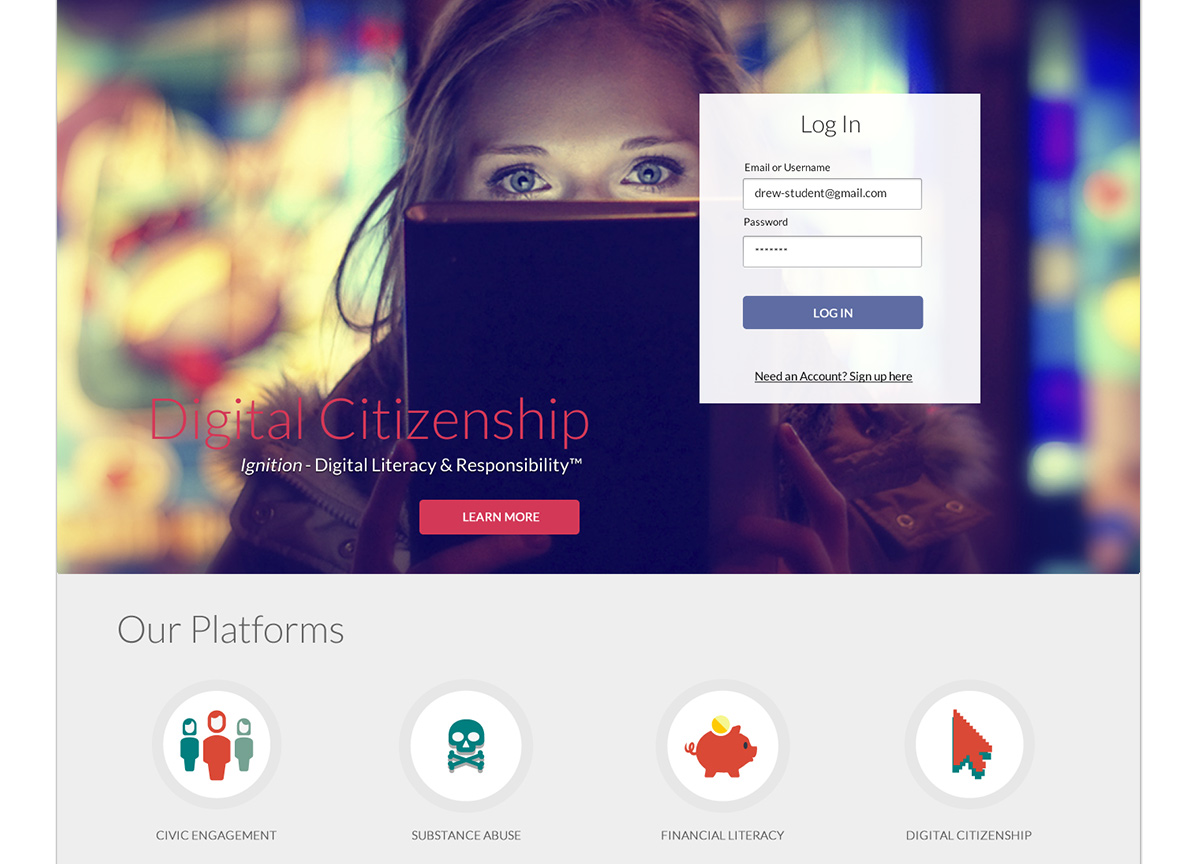 Log In
Email or Username
drew-student@gmail.com
Password
-------
LOG IN
Need an Account? Sign up here
Digital Citizenship
Ignition - Digital Literacy & Responsibility™
LEARN MORE
Our Platforms
CIVIC ENGAGEMENT
SUBSTANCE ABUSE
FINANCIAL LITERACY
DIGITAL CITIZENSHIP